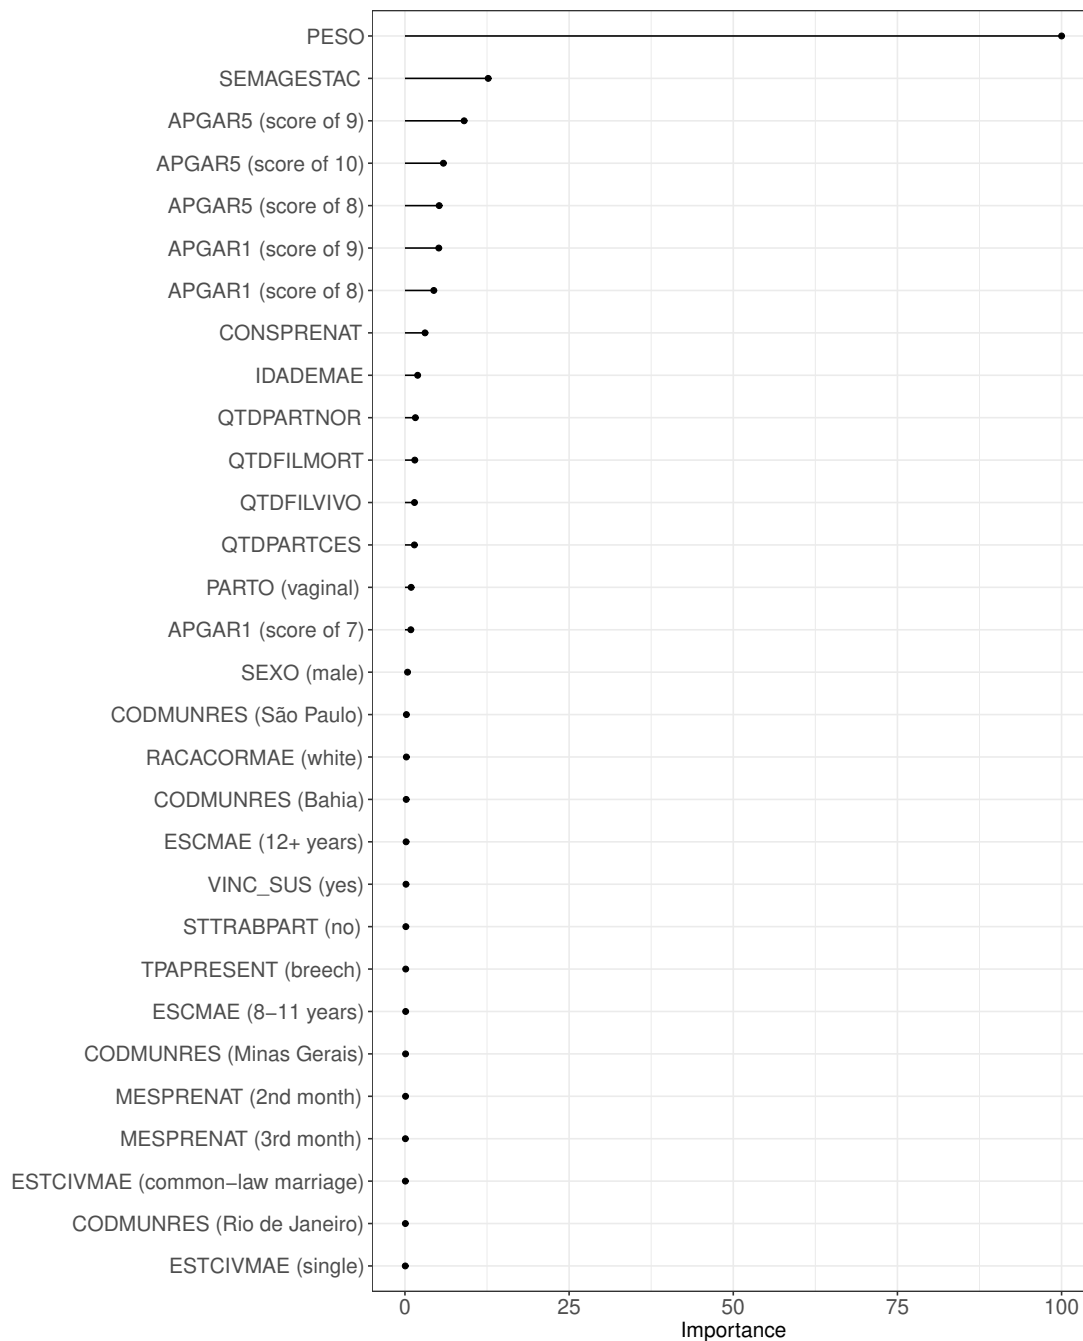 PESO
SEMAGESTAC
APGAR5 (score of 9)
APGAR5 (score of 10)
APGAR5 (score of 8)
APGAR1 (score of 9)
APGAR1 (score of 8)
CONSPRENAT
IDADEMAE
QTDPARTNOR
QTDFILMORT
QTDFILVIVO
QTDPARTCES
PARTO (vaginal)
APGAR1 (score of 7)
SEXO (male)
CODMUNRES (São Paulo)
RACACORMAE (white)
CODMUNRES (Bahia)
ESCMAE (12+ years)
VINC_SUS (yes)
STTRABPART (no)
TPAPRESENT (breech)
ESCMAE (8−11 years)
CODMUNRES (Minas Gerais)
MESPRENAT (2nd month)
MESPRENAT (3rd month)
ESTCIVMAE (common−law marriage)
CODMUNRES (Rio de Janeiro)
ESTCIVMAE (single)
0 25 50 75 100
Importance